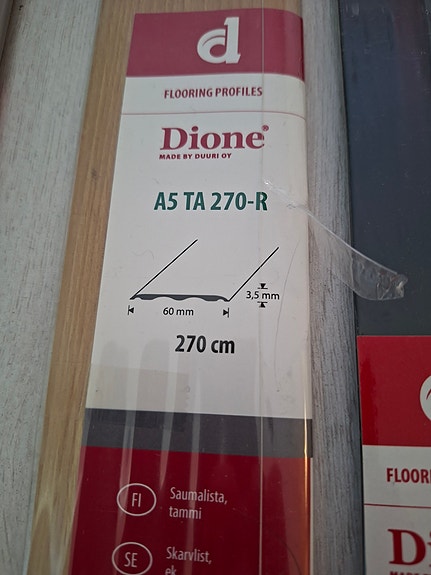 d
FLOORING PROFILES
Dione®
MADE BY DUURI OY
A5 TA 270-R
3,5 mm
60 mm
270 cm
FI
Saumalista,
tammi
SE
Skarvlist,
ek